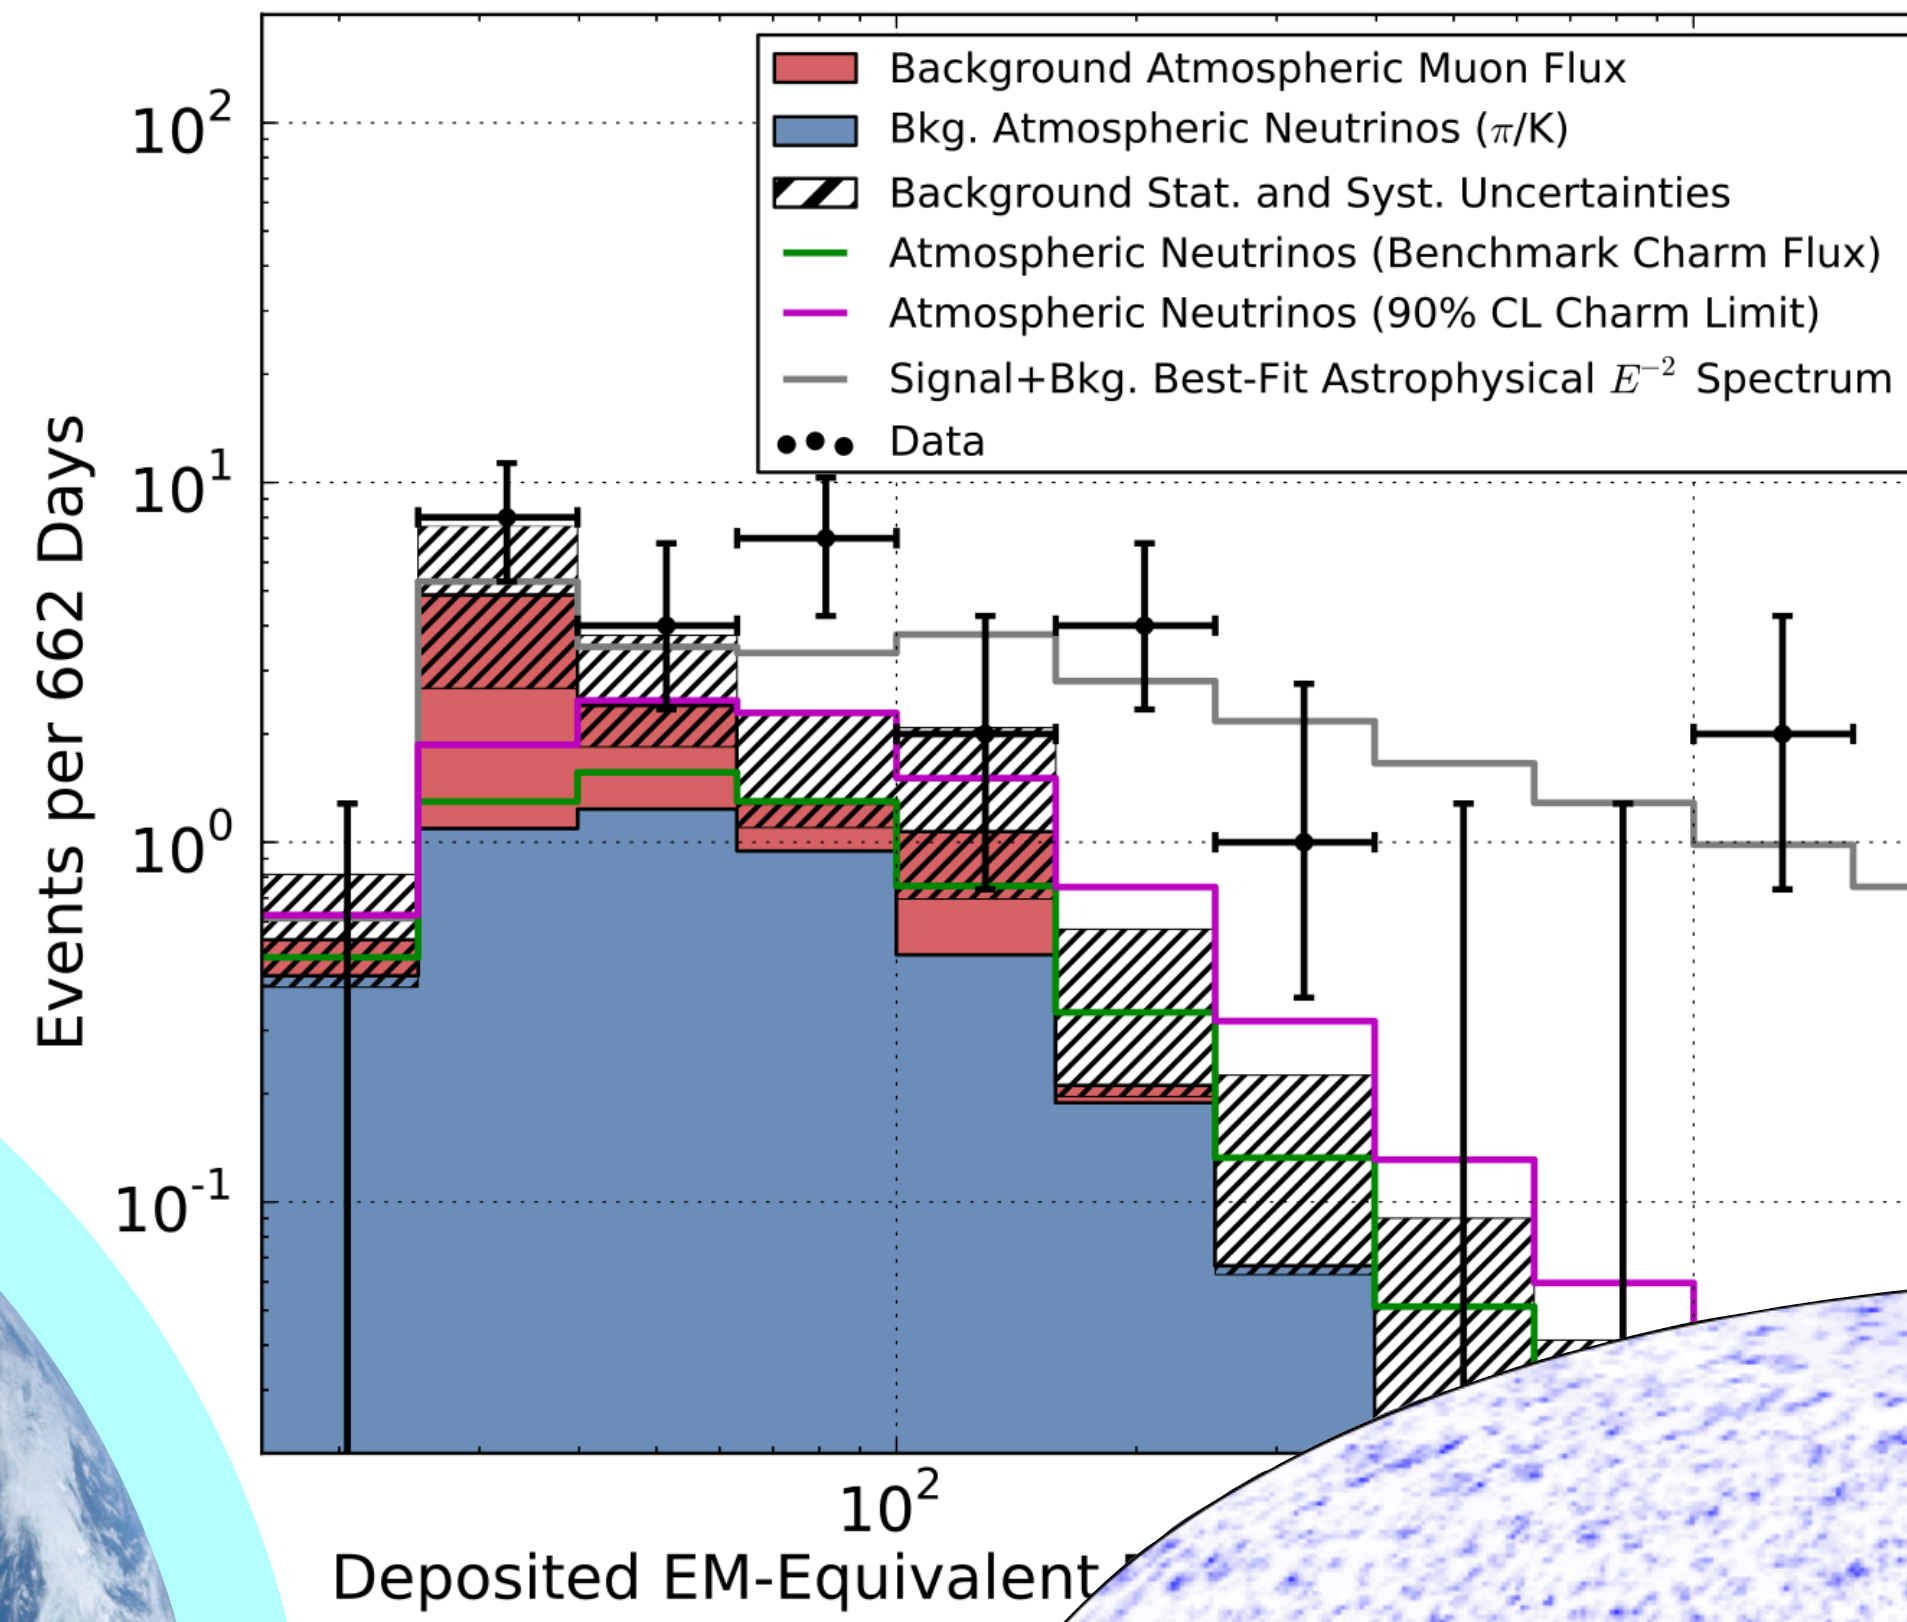 Background Atmospheric Muon Flux
Bkg. Atmospheric Neutrinos (π/K)
Background Stat. and Syst. Uncertainties
Atmospheric Neutrinos (Benchmark Charm Flux)
Atmospheric Neutrinos (90% CL Charm Limit)
Signal+Bkg. Best-Fit Astrophysical E⁻² Spectrum
Data
10²
10¹
10⁰
10⁻¹
Events per 662 Days
10²
Deposited EM-Equivalent